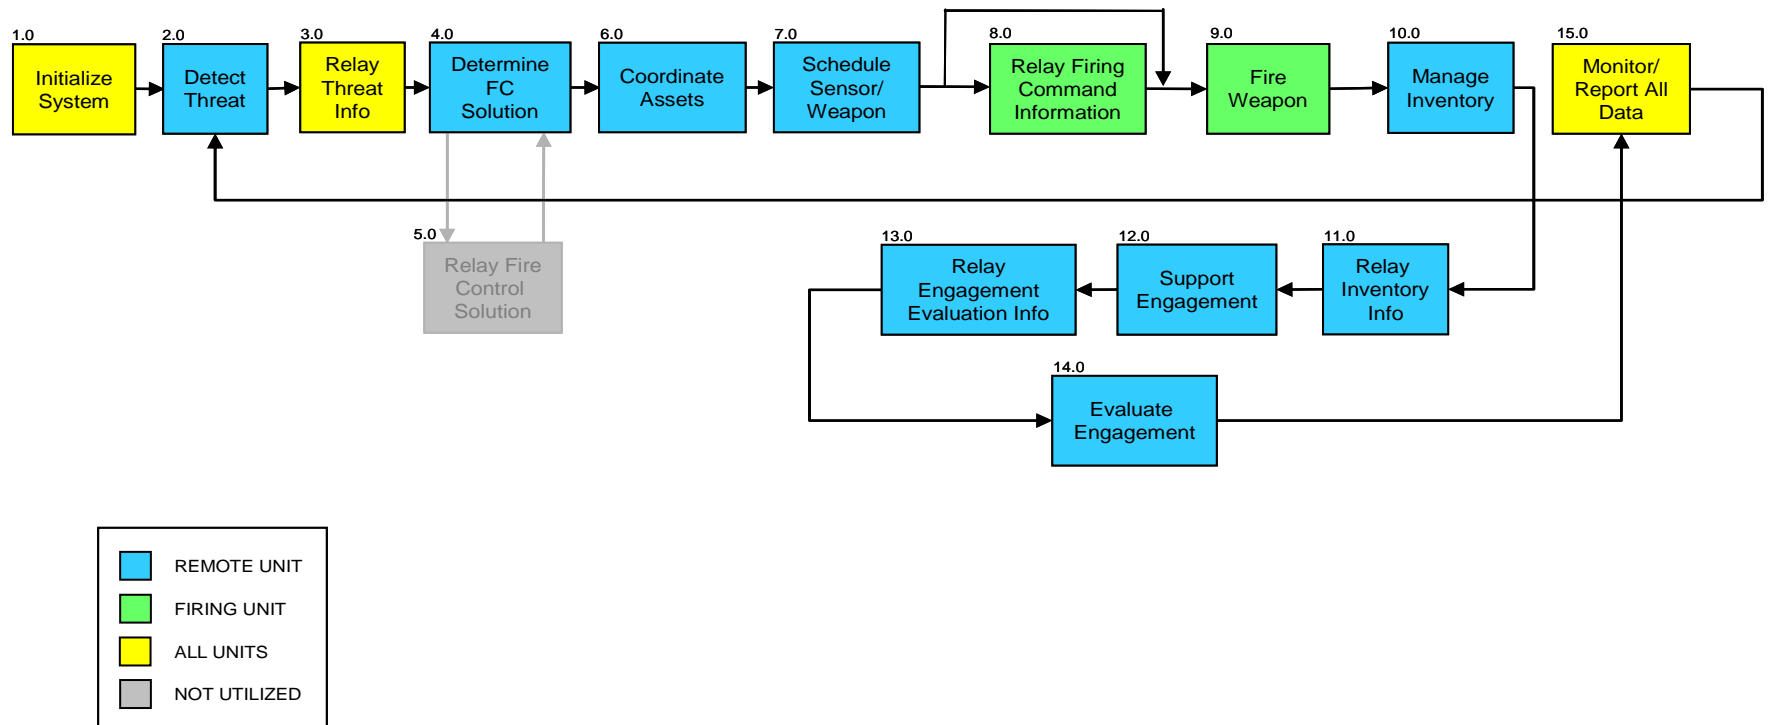 1.0
Initialize
System
2.0
Detect
Threat
3.0
Relay
Threat
Info
4.0
Determine
FC
Solution
6.0
Coordinate
Assets
7.0
Schedule
Sensor/
Weapon
8.0
Relay Firing
Command
Information
9.0
Fire
Weapon
10.0
Manage
Inventory
15.0
Monitor/
Report All
Data
5.0
Relay Fire
Control
Solution
13.0
Relay
Engagement
Evaluation Info
12.0
Support
Engagement
11.0
Relay
Inventory
Info
14.0
Evaluate
Engagement
REMOTE UNIT
FIRING UNIT
ALL UNITS
NOT UTILIZED